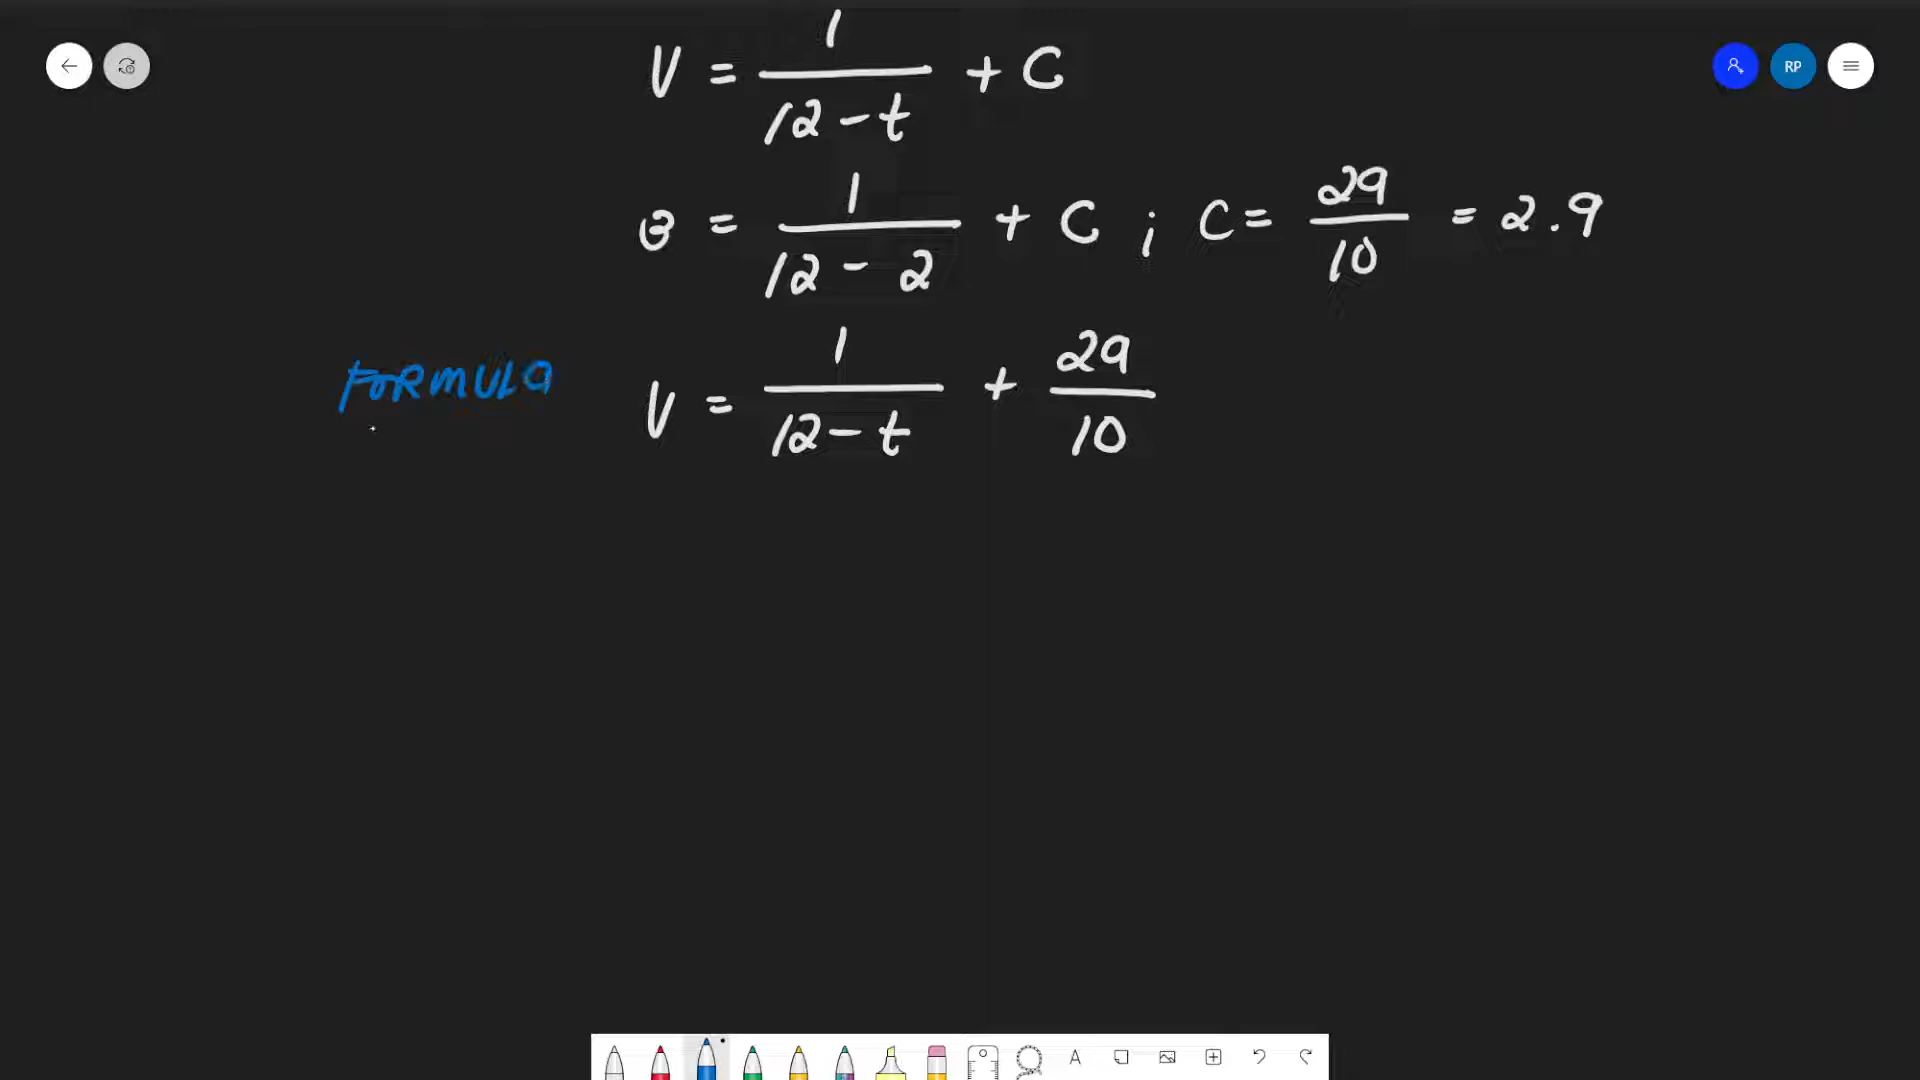 RP
V = 1/(12-t) + C
3 = 1/(12-2) + C ; C = 29/10 = 2.9
FORMULA V = 1/(12-t) + 29/10
A